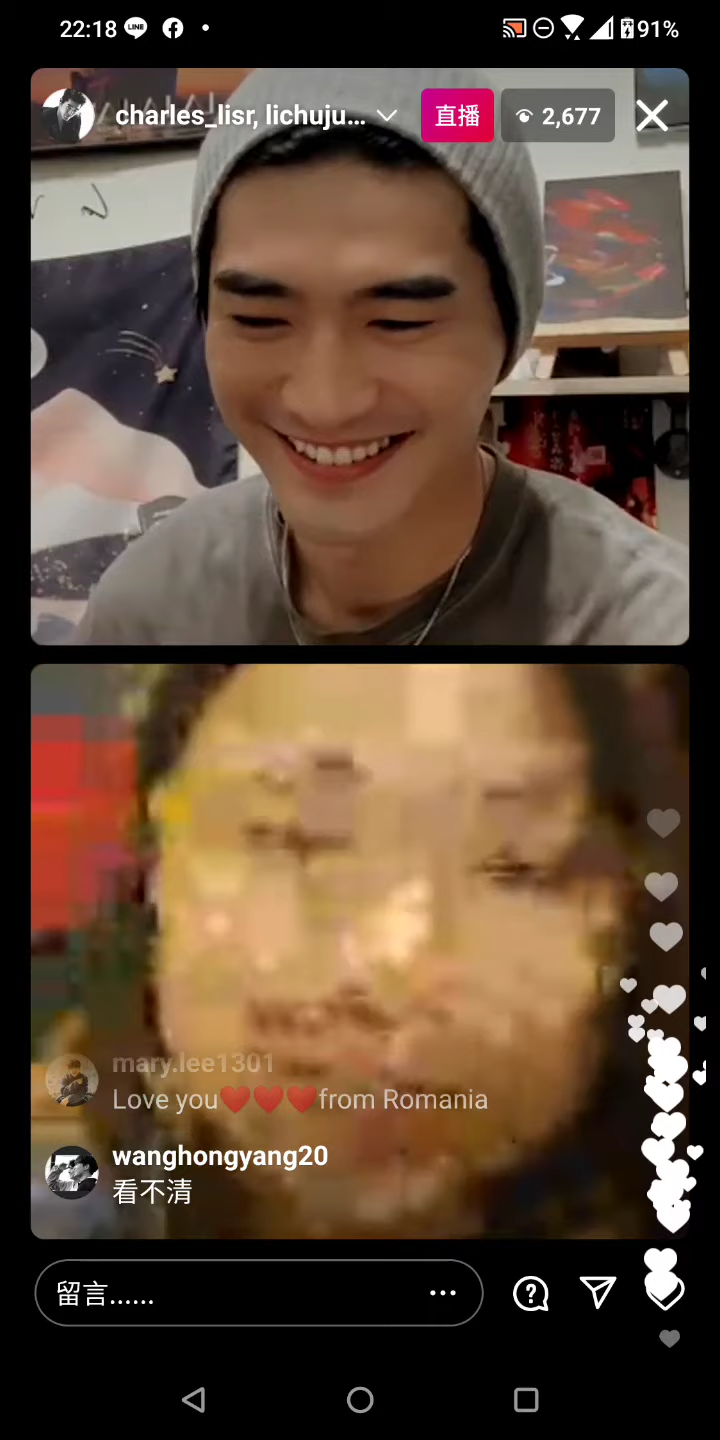 22:18 LINE 91%
charles_lisr, lichuju... 直播 2,677
mary.lee1301
Love you❤️❤️❤️from Romania
wanghongyang20
看不清
留言......